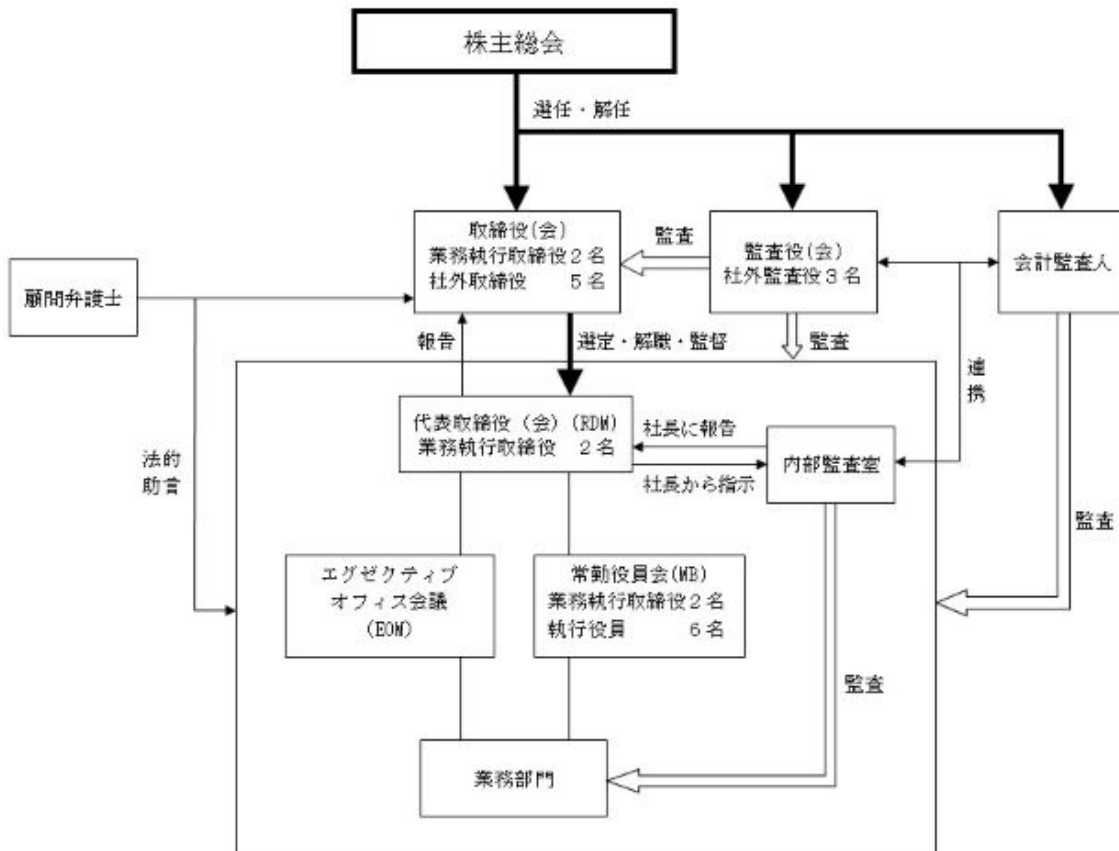 株主総会
選任・解任
取締役(会)
業務執行取締役2名
社外取締役 5名
監査
監査役(会)
社外監査役3名
会計監査人
顧問弁護士
報告
選定・解職・監督
監査
連携
代表取締役(会)(RDM)
業務執行取締役 2名
社長に報告
社長から指示
内部監査室
法的
助言
監査
エグゼクティブ
オフィス会議
(EOM)
常勤役員会(MB)
業務執行取締役2名
執行役員 6名
監査
業務部門